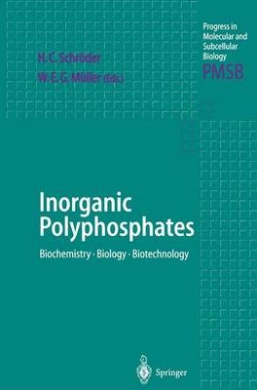 H. C. Schröder
W. E. G. Müller (Eds.)
Progress in
Molecular and
Subcellular
Biology
PMSB
Inorganic
Polyphosphates
Biochemistry · Biology · Biotechnology
Springer